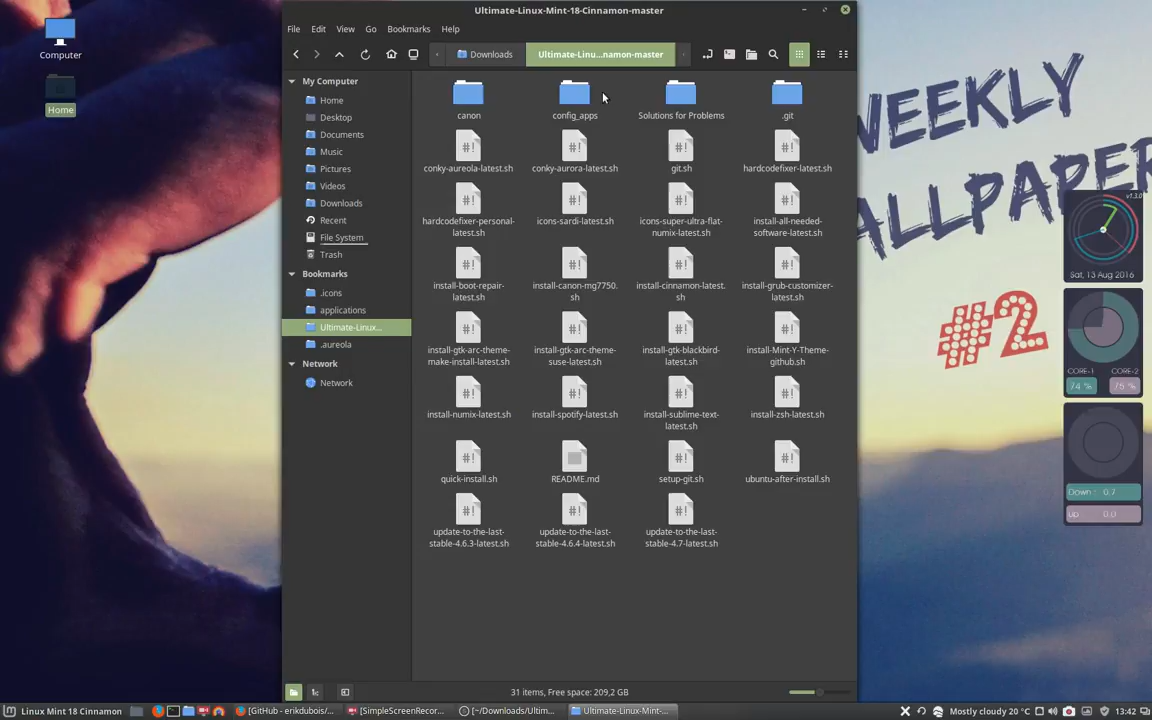 Ultimate-Linux-Mint-18-Cinnamon-master
File Edit View Go Bookmarks Help
Downloads Ultimate-Linu...namon-master
Computer
Home
My Computer
Home
Desktop
Documents
Music
Pictures
Videos
Downloads
Recent
File System
Trash
Bookmarks
.icons
applications
Ultimate-Linux...
.aureola
Network
Network
canon config_apps Solutions for Problems .git
conky-aureola-latest.sh conky-aurora-latest.sh git.sh hardcodefixer-latest.sh
hardcodefixer-personal-latest.sh icons-sardi-latest.sh icons-super-ultra-flat-numix-latest.sh install-all-needed-software-latest.sh
install-boot-repair-latest.sh install-canon-mg7750.sh install-cinnamon-latest.sh install-grub-customizer-latest.sh
install-gtk-arc-theme-make-install-latest.sh install-gtk-arc-theme-suse-latest.sh install-gtk-blackbird-latest.sh install-Mint-Y-Theme-github.sh
install-numix-latest.sh install-spotify-latest.sh install-sublime-text-latest.sh install-zsh-latest.sh
quick-install.sh README.md setup-git.sh ubuntu-after-install.sh
update-to-the-last-stable-4.6.3-latest.sh update-to-the-last-stable-4.6.4-latest.sh update-to-the-last-stable-4.7-latest.sh
31 items, Free space: 209,2 GB
WEEKLY
WALLPAPER
#2
v1.3.0
Sat, 13 Aug 2016
CORE-1 CORE-2
74 % 75 %
Down : 0.7
up 0.0
Linux Mint 18 Cinnamon [GitHub - erikdubois/... [SimpleScreenRecor... [~/Downloads/Ultim... Ultimate-Linux-Mint-... Mostly cloudy 20 °C 13:42